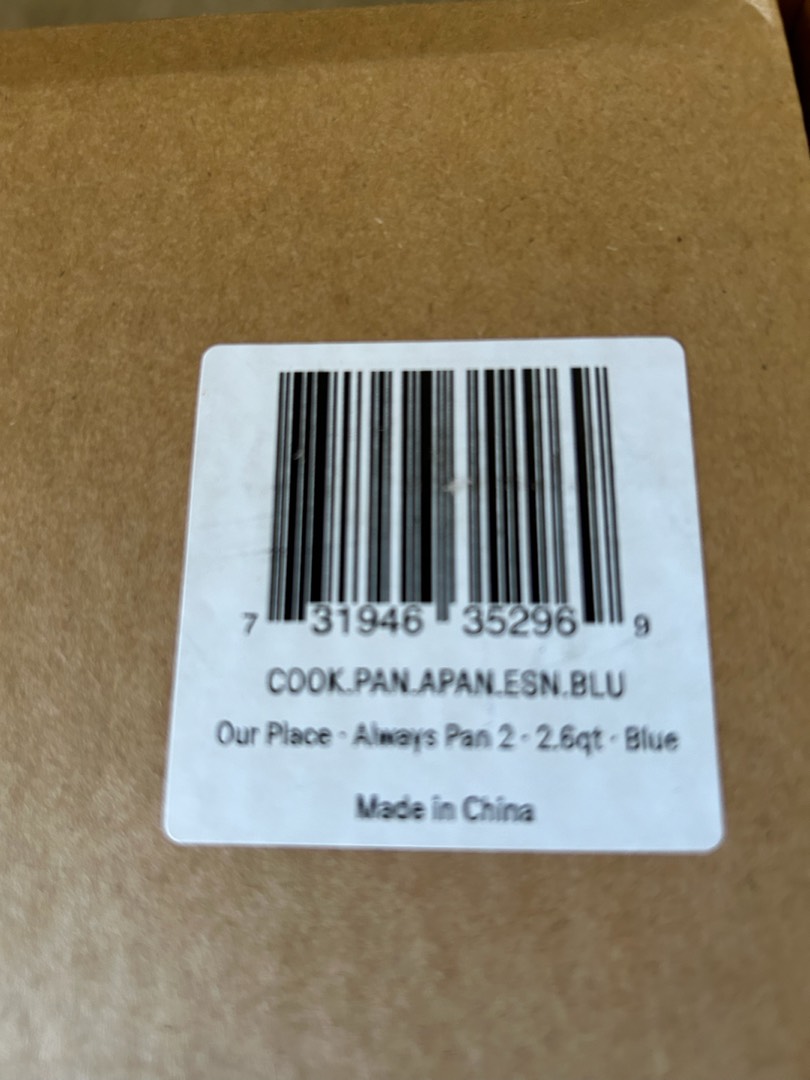 7 31946 35296 9
COOK.PAN.APAN.ESN.BLU
Our Place · Always Pan 2 · 2.6qt · Blue
Made in China